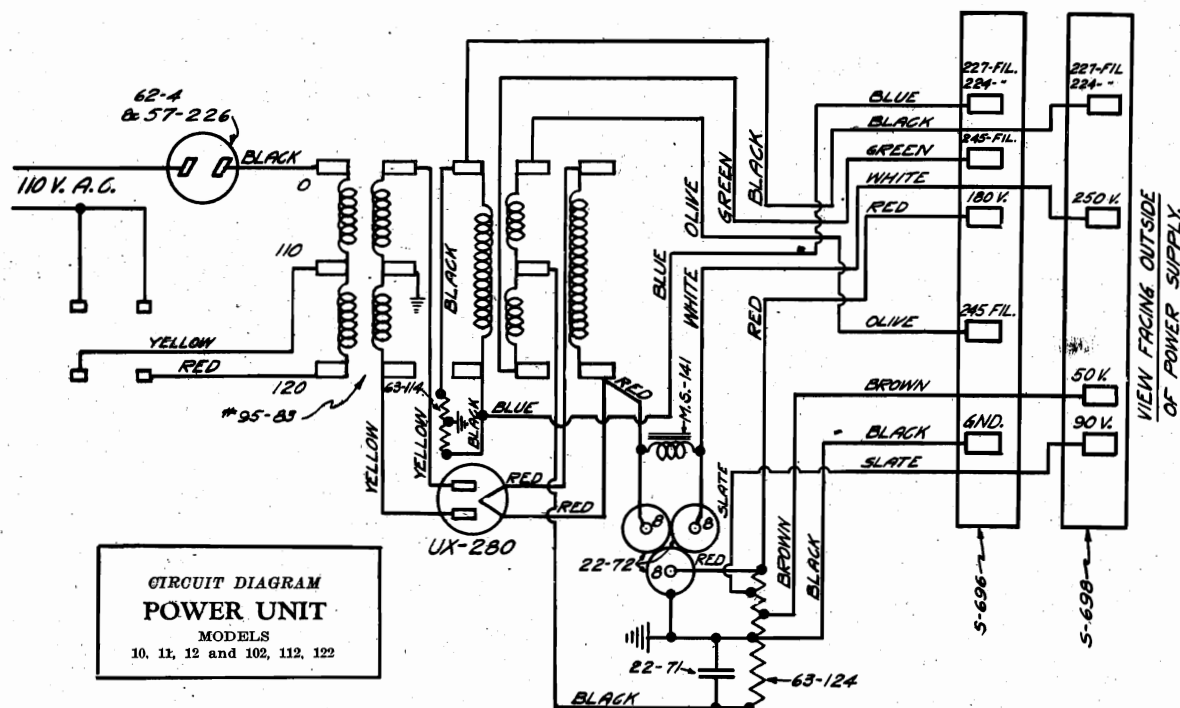 62-4
& 57-226
BLACK
110 V. A.C.
0
110
YELLOW
RED
120
#95-83
BLACK
63-114
BLACK
YELLOW
YELLOW
BLUE
RED
RED
UX-280
OLIVE
GREEN
BLACK
BLUE
WHITE
RED
RED
M.S.-141
8
8
8
22-72
RED
SLATE
BROWN
BLACK
22-71
63-124
BLACK
BLUE
BLACK
GREEN
WHITE
RED
OLIVE
BROWN
BLACK
SLATE
227-FIL.
224-"
245-FIL.
180 V.
245 FIL.
GND.
227-FIL
224-"
250 V.
50 V.
90 V.
S-696
S-698
VIEW FACING OUTSIDE
OF POWER SUPPLY.
CIRCUIT DIAGRAM
POWER UNIT
MODELS
10, 11, 12 and 102, 112, 122